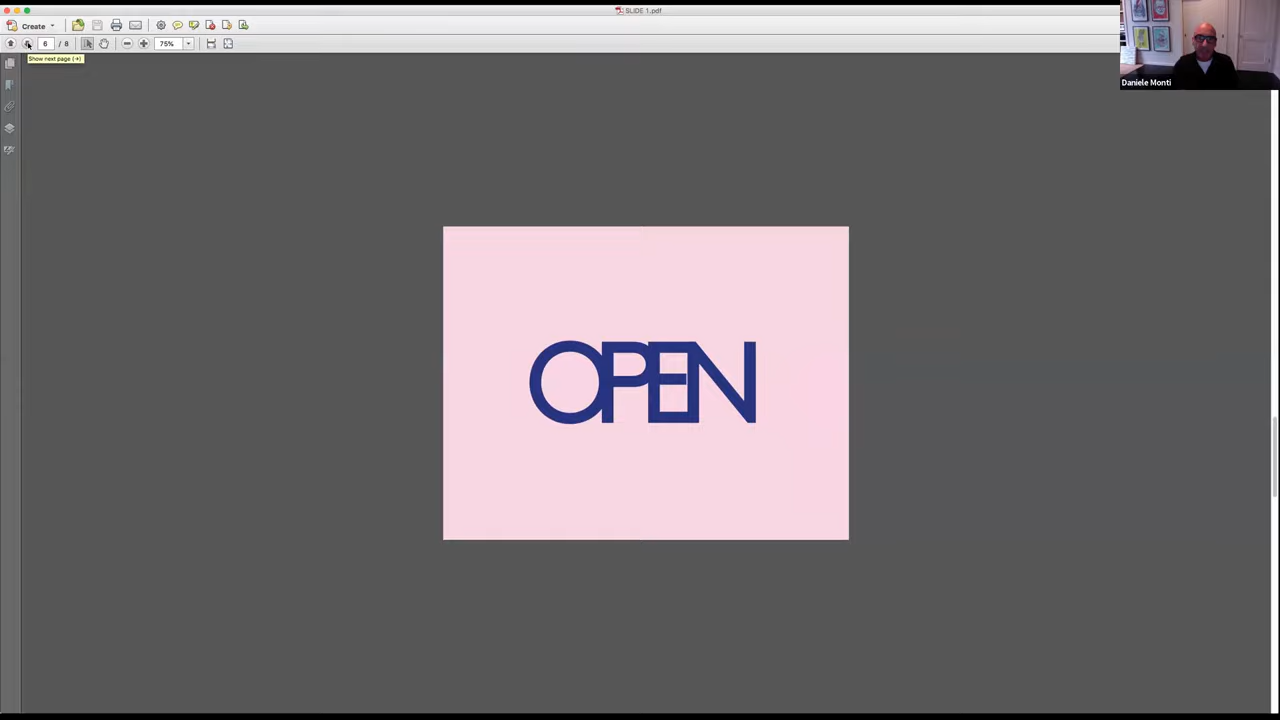 SLIDE 1.pdf
Create
6 / 8
75%
Show next page (→)
Daniele Monti
OPEN